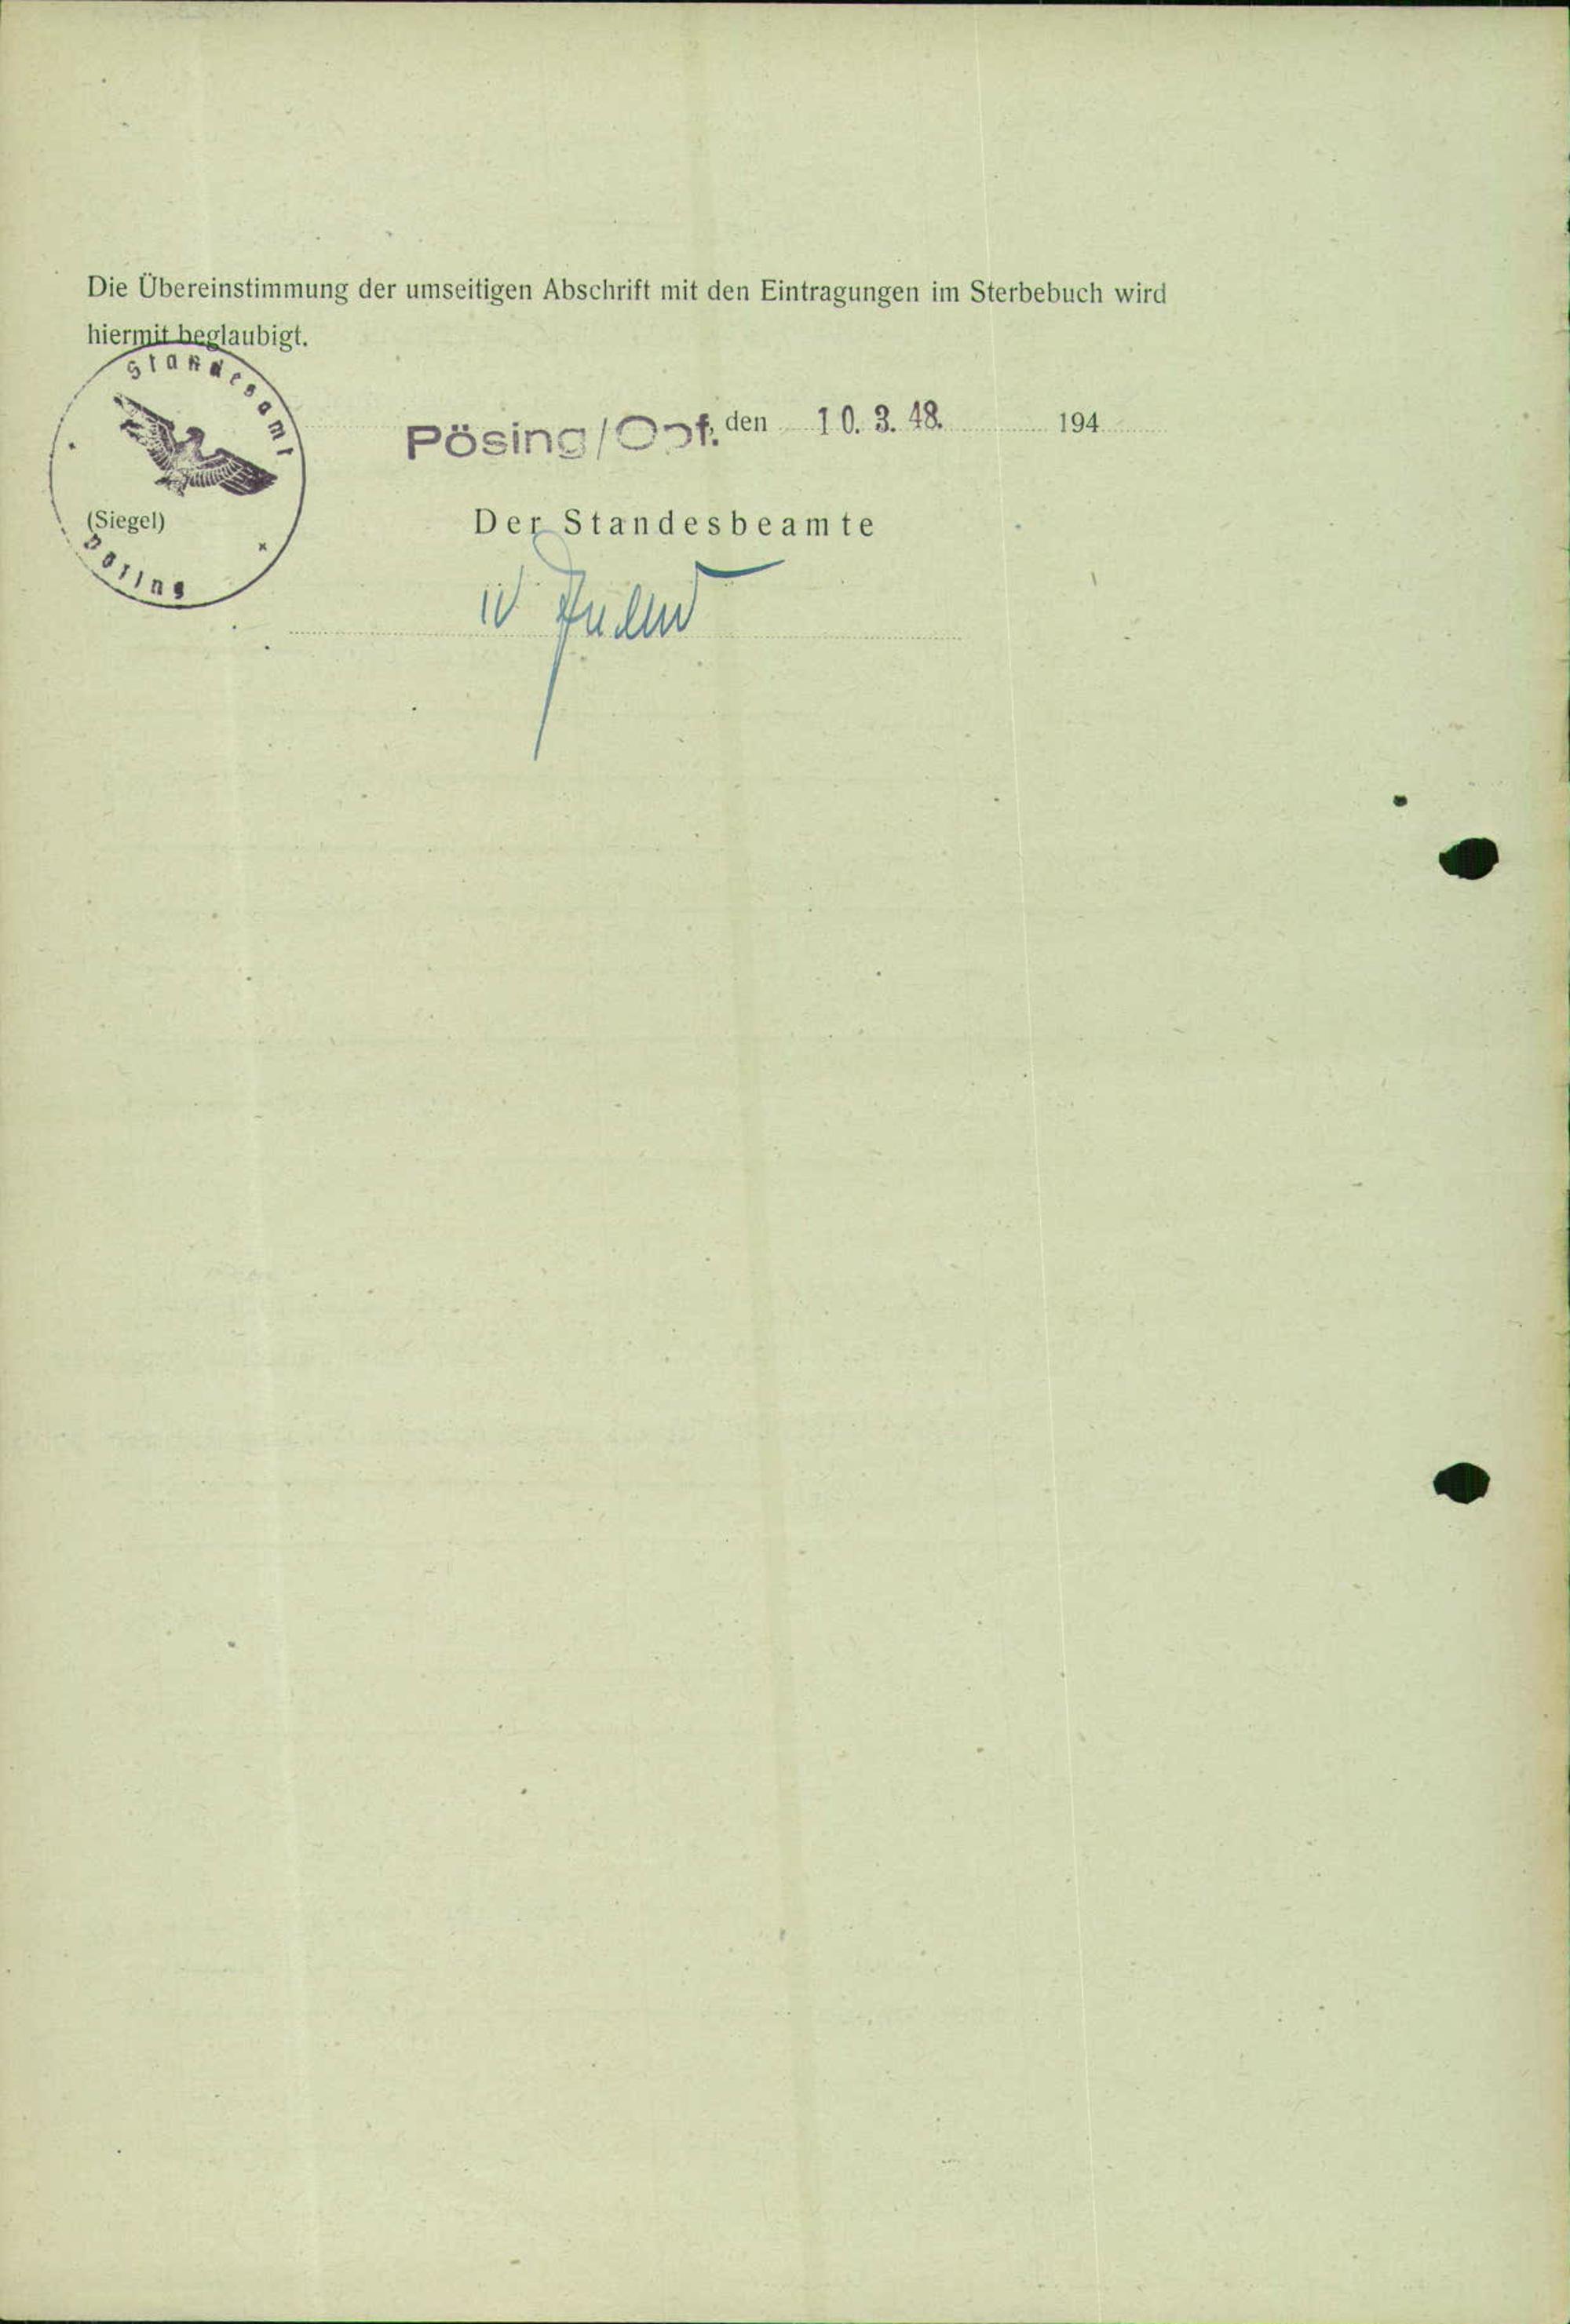 Die Übereinstimmung der umseitigen Abschrift mit den Eintragungen im Sterbebuch wird
hiermit beglaubigt.
Standesamt
Pösing/Opf. den 10. 3. 48. 194
(Siegel)
Der Standesbeamte
Pösing